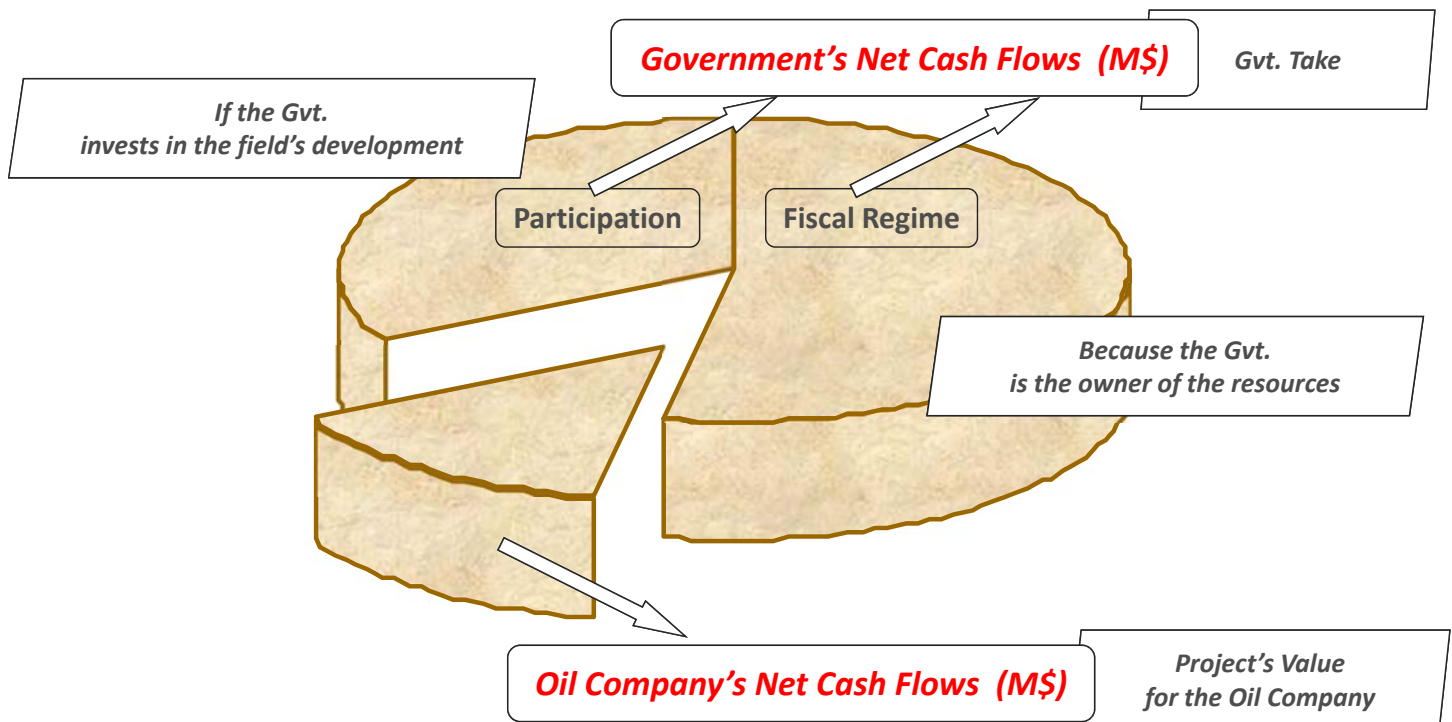 Government’s Net Cash Flows (M$)
Gvt. Take
If the Gvt.
invests in the field’s development
Participation
Fiscal Regime
Because the Gvt.
is the owner of the resources
Oil Company’s Net Cash Flows (M$)
Project’s Value
for the Oil Company